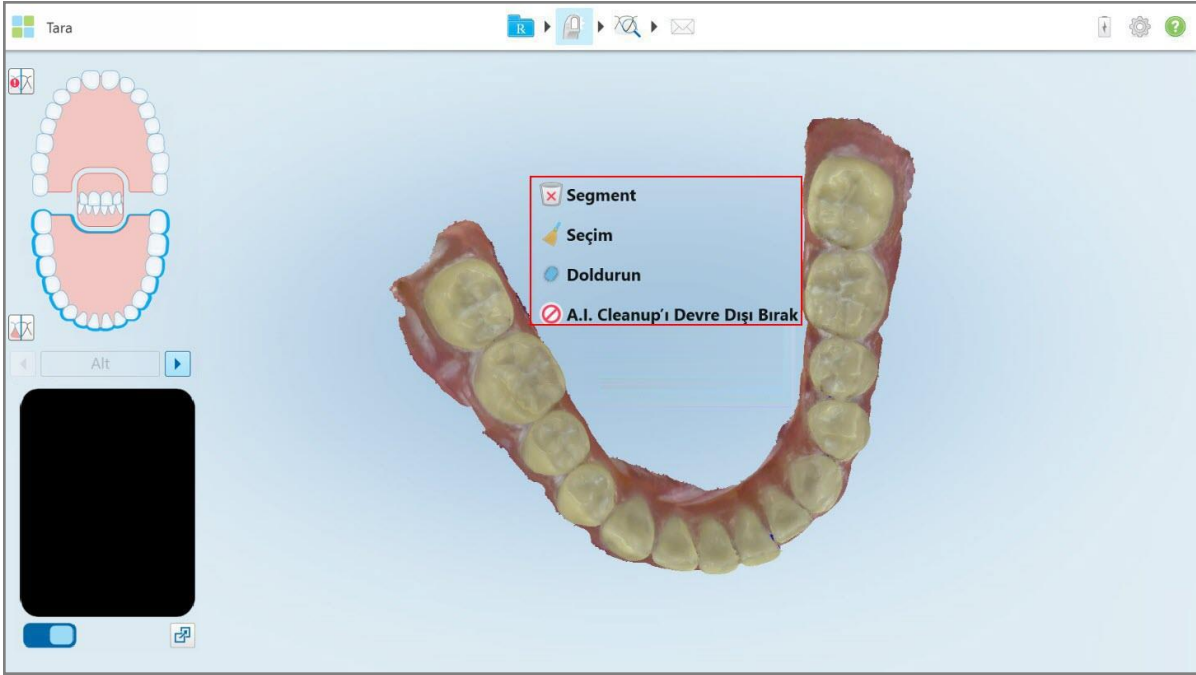 Tara
R
Segment
Seçim
Doldurun
A.I. Cleanup'ı Devre Dışı Bırak
Alt